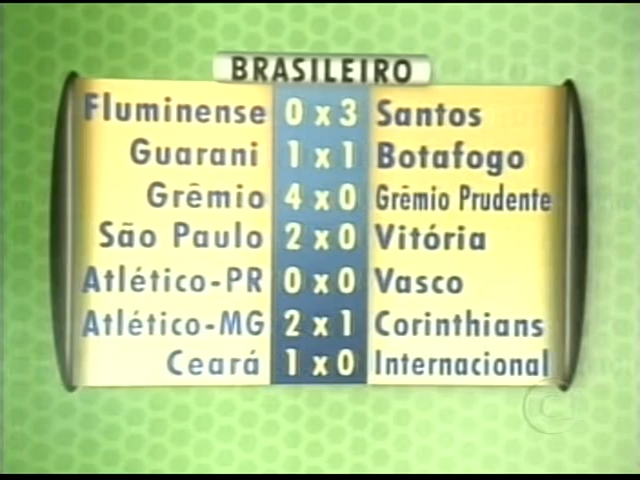 BRASILEIRO
Fluminense 0 x 3 Santos
Guarani 1 x 1 Botafogo
Grêmio 4 x 0 Grêmio Prudente
São Paulo 2 x 0 Vitória
Atlético-PR 0 x 0 Vasco
Atlético-MG 2 x 1 Corinthians
Ceará 1 x 0 Internacional